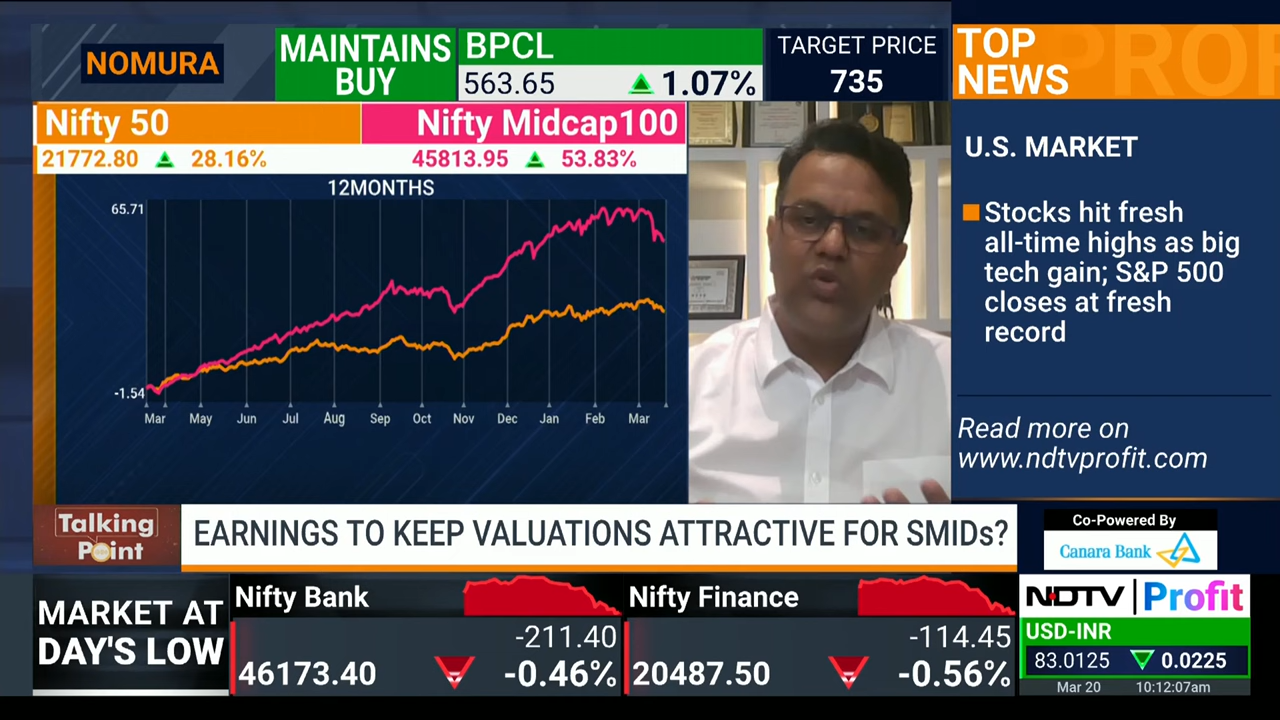 NOMURA
MAINTAINS
BUY
BPCL
563.65 ▲ 1.07%
TARGET PRICE
735
TOP
NEWS
Nifty 50
21772.80 ▲ 28.16%
Nifty Midcap100
45813.95 ▲ 53.83%
12MONTHS
65.71
-1.54
Mar May Jun Jul Aug Sep Oct Nov Dec Jan Feb Mar
U.S. MARKET
Stocks hit fresh
all-time highs as big
tech gain; S&P 500
closes at fresh
record
Read more on
www.ndtvprofit.com
Talking
Point
EARNINGS TO KEEP VALUATIONS ATTRACTIVE FOR SMIDs?
Co-Powered By
Canara Bank
MARKET AT
DAY'S LOW
Nifty Bank
-211.40
46173.40 ▼ -0.46%
Nifty Finance
-114.45
20487.50 ▼ -0.56%
NDTV Profit
USD-INR
83.0125 ▼ 0.0225
Mar 20 10:12:07am